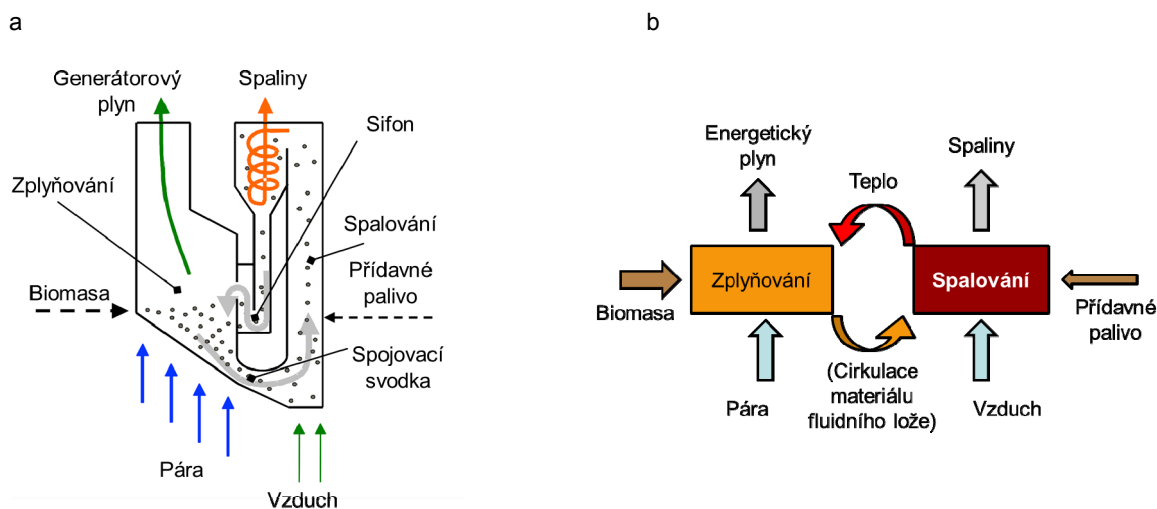 a
Generátorový
plyn
Spaliny
Sifon
Zplyňování
Spalování
Přídavné
palivo
Biomasa
Spojovací
svodka
Pára
Vzduch
b
Energetický
plyn
Spaliny
Teplo
Zplyňování
Spalování
Biomasa
Přídavné
palivo
(Cirkulace
materiálu
fluidního lože)
Pára
Vzduch